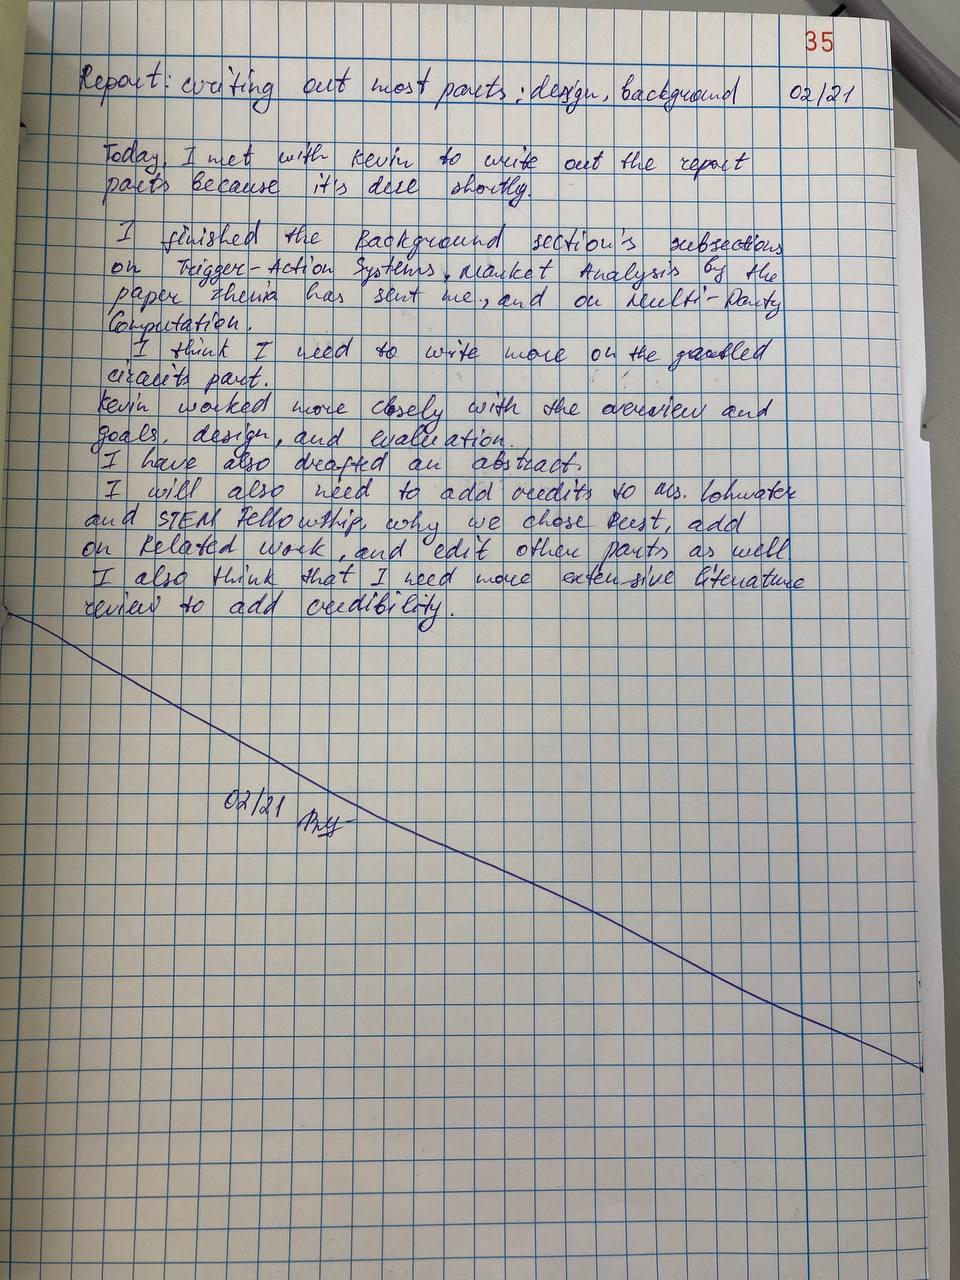 35
Report: writing out most parts: design, background 02/21
Today, I met with Kevin to write out the report
parts because it's due shortly.
I finished the Background section's subsections
on Trigger-Action Systems, Market Analysis by the
paper Zhenia has sent me, and on Multi-Party
Computation.
I think I need to write more on the garbled
circuits part.
Kevin worked more closely with the overview and
goals, design, and evaluation.
I have also drafted an abstract.
I will also need to add credits to Ms. Lohwater
and STEM Fellowship, why we chose Rust, add
on Related work, and edit other parts as well
I also think that I need more extensive literature
review to add credibility.
02/21